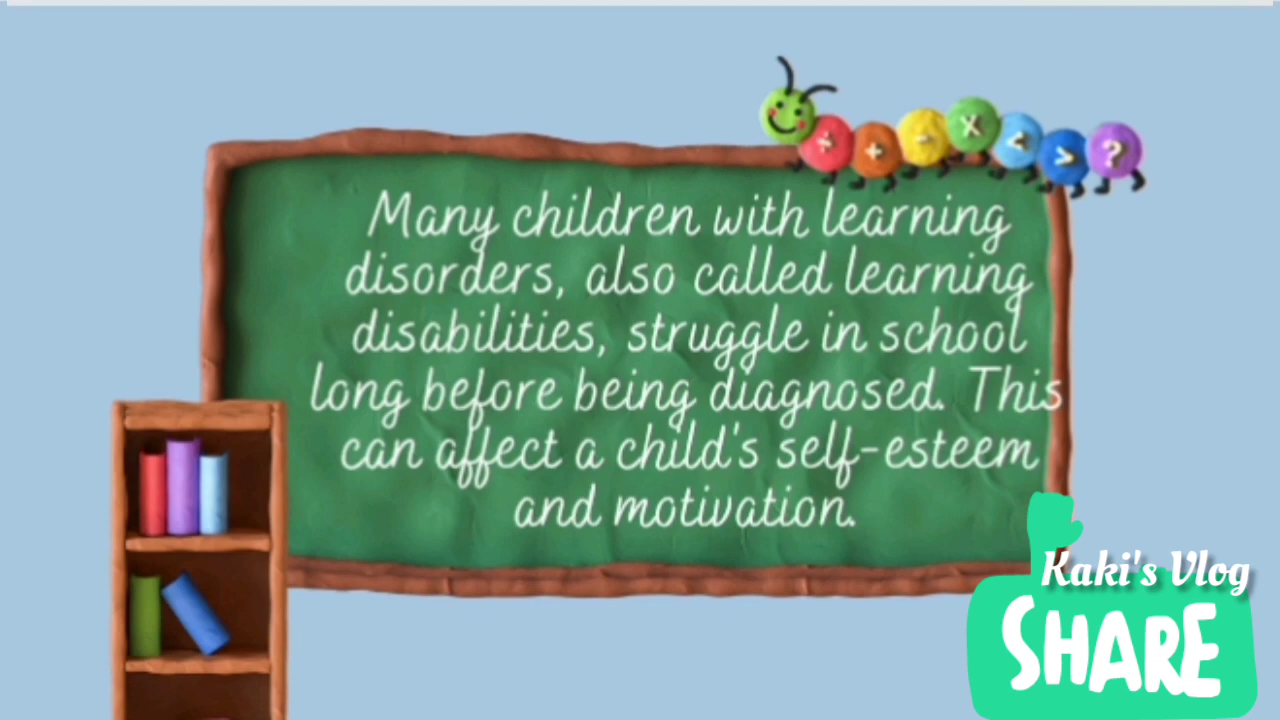 Many children with learning
disorders, also called learning
disabilities, struggle in school
long before being diagnosed. This
can affect a child's self-esteem
and motivation.
Kaki's Vlog
SHARE